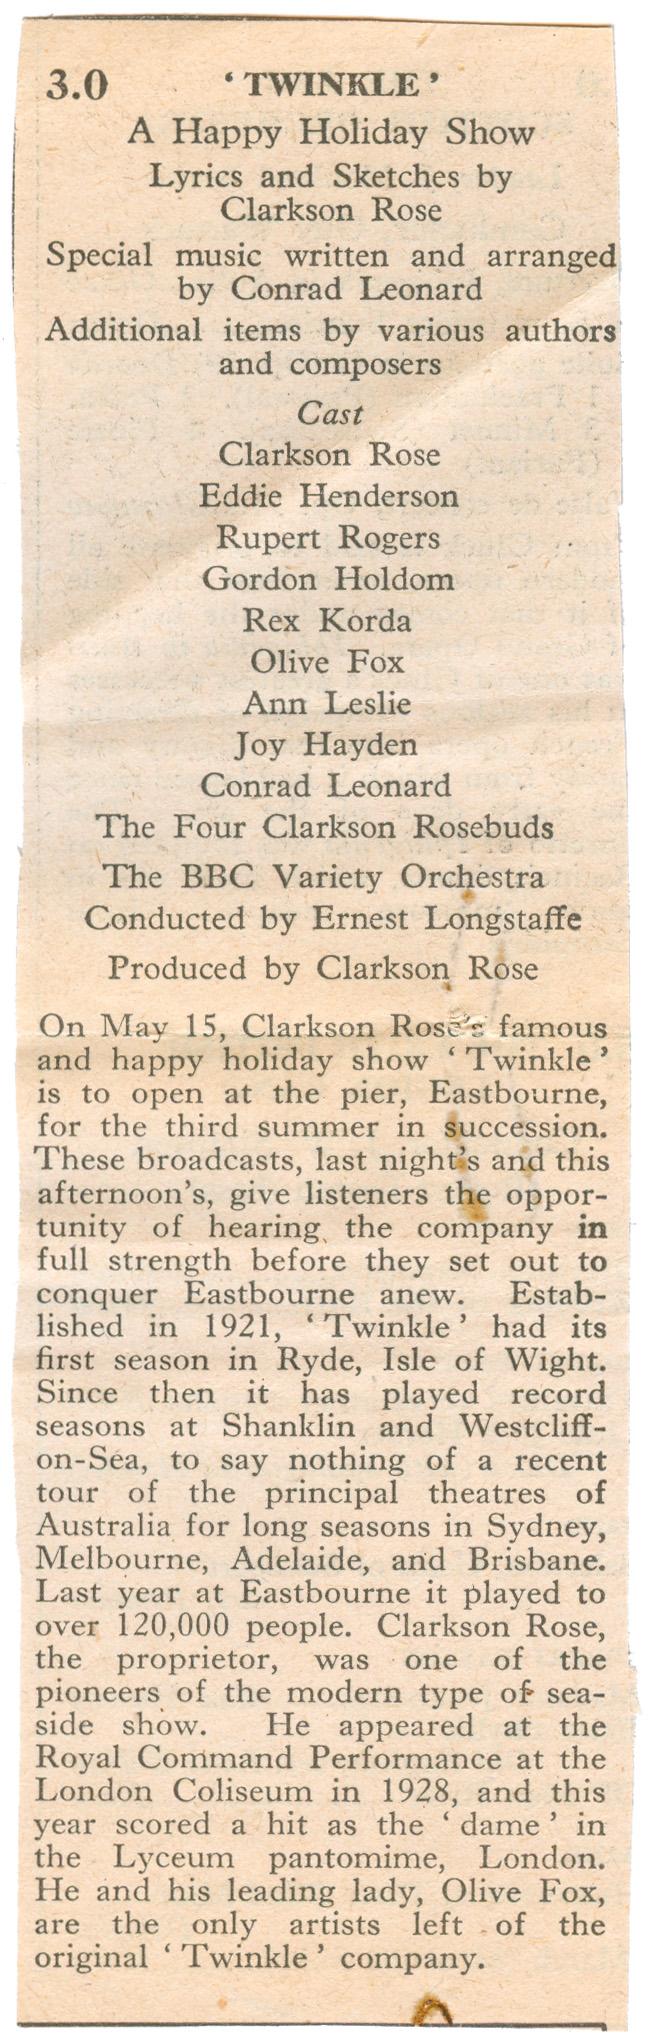 3.0 ‘TWINKLE’
A Happy Holiday Show
Lyrics and Sketches by
Clarkson Rose
Special music written and arranged
by Conrad Leonard
Additional items by various authors
and composers
Cast
Clarkson Rose
Eddie Henderson
Rupert Rogers
Gordon Holdom
Rex Korda
Olive Fox
Ann Leslie
Joy Hayden
Conrad Leonard
The Four Clarkson Rosebuds
The BBC Variety Orchestra
Conducted by Ernest Longstaffe
Produced by Clarkson Rose
On May 15, Clarkson Rose's famous
and happy holiday show ‘Twinkle’
is to open at the pier, Eastbourne,
for the third summer in succession.
These broadcasts, last night's and this
afternoon's, give listeners the oppor-
tunity of hearing the company in
full strength before they set out to
conquer Eastbourne anew. Estab-
lished in 1921, ‘Twinkle’ had its
first season in Ryde, Isle of Wight.
Since then it has played record
seasons at Shanklin and Westcliff-
on-Sea, to say nothing of a recent
tour of the principal theatres of
Australia for long seasons in Sydney,
Melbourne, Adelaide, and Brisbane.
Last year at Eastbourne it played to
over 120,000 people. Clarkson Rose,
the proprietor, was one of the
pioneers of the modern type of sea-
side show. He appeared at the
Royal Command Performance at the
London Coliseum in 1928, and this
year scored a hit as the ‘dame’ in
the Lyceum pantomime, London.
He and his leading lady, Olive Fox,
are the only artists left of the
original ‘Twinkle’ company.